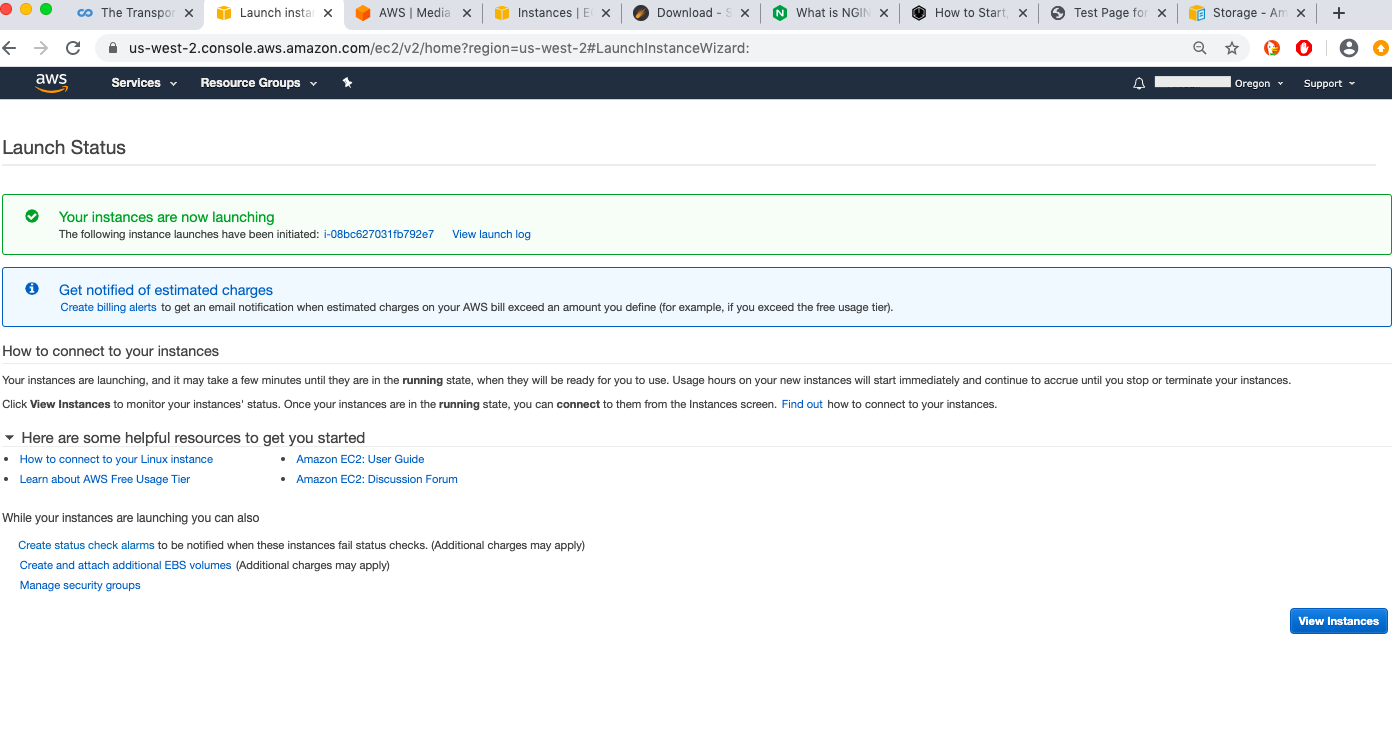 The Transpor
Launch instan
AWS | Media
Instances | E
Download - S
What is NGIN
How to Start,
Test Page for
Storage - Am
us-west-2.console.aws.amazon.com/ec2/v2/home?region=us-west-2#LaunchInstanceWizard:
aws Services Resource Groups Oregon Support
Launch Status
Your instances are now launching
The following instance launches have been initiated: i-08bc627031fb792e7 View launch log
Get notified of estimated charges
Create billing alerts to get an email notification when estimated charges on your AWS bill exceed an amount you define (for example, if you exceed the free usage tier).
How to connect to your instances
Your instances are launching, and it may take a few minutes until they are in the running state, when they will be ready for you to use. Usage hours on your new instances will start immediately and continue to accrue until you stop or terminate your instances.
Click View Instances to monitor your instances' status. Once your instances are in the running state, you can connect to them from the Instances screen. Find out how to connect to your instances.
Here are some helpful resources to get you started
How to connect to your Linux instance
Amazon EC2: User Guide
Learn about AWS Free Usage Tier
Amazon EC2: Discussion Forum
While your instances are launching you can also
Create status check alarms to be notified when these instances fail status checks. (Additional charges may apply)
Create and attach additional EBS volumes (Additional charges may apply)
Manage security groups
View Instances